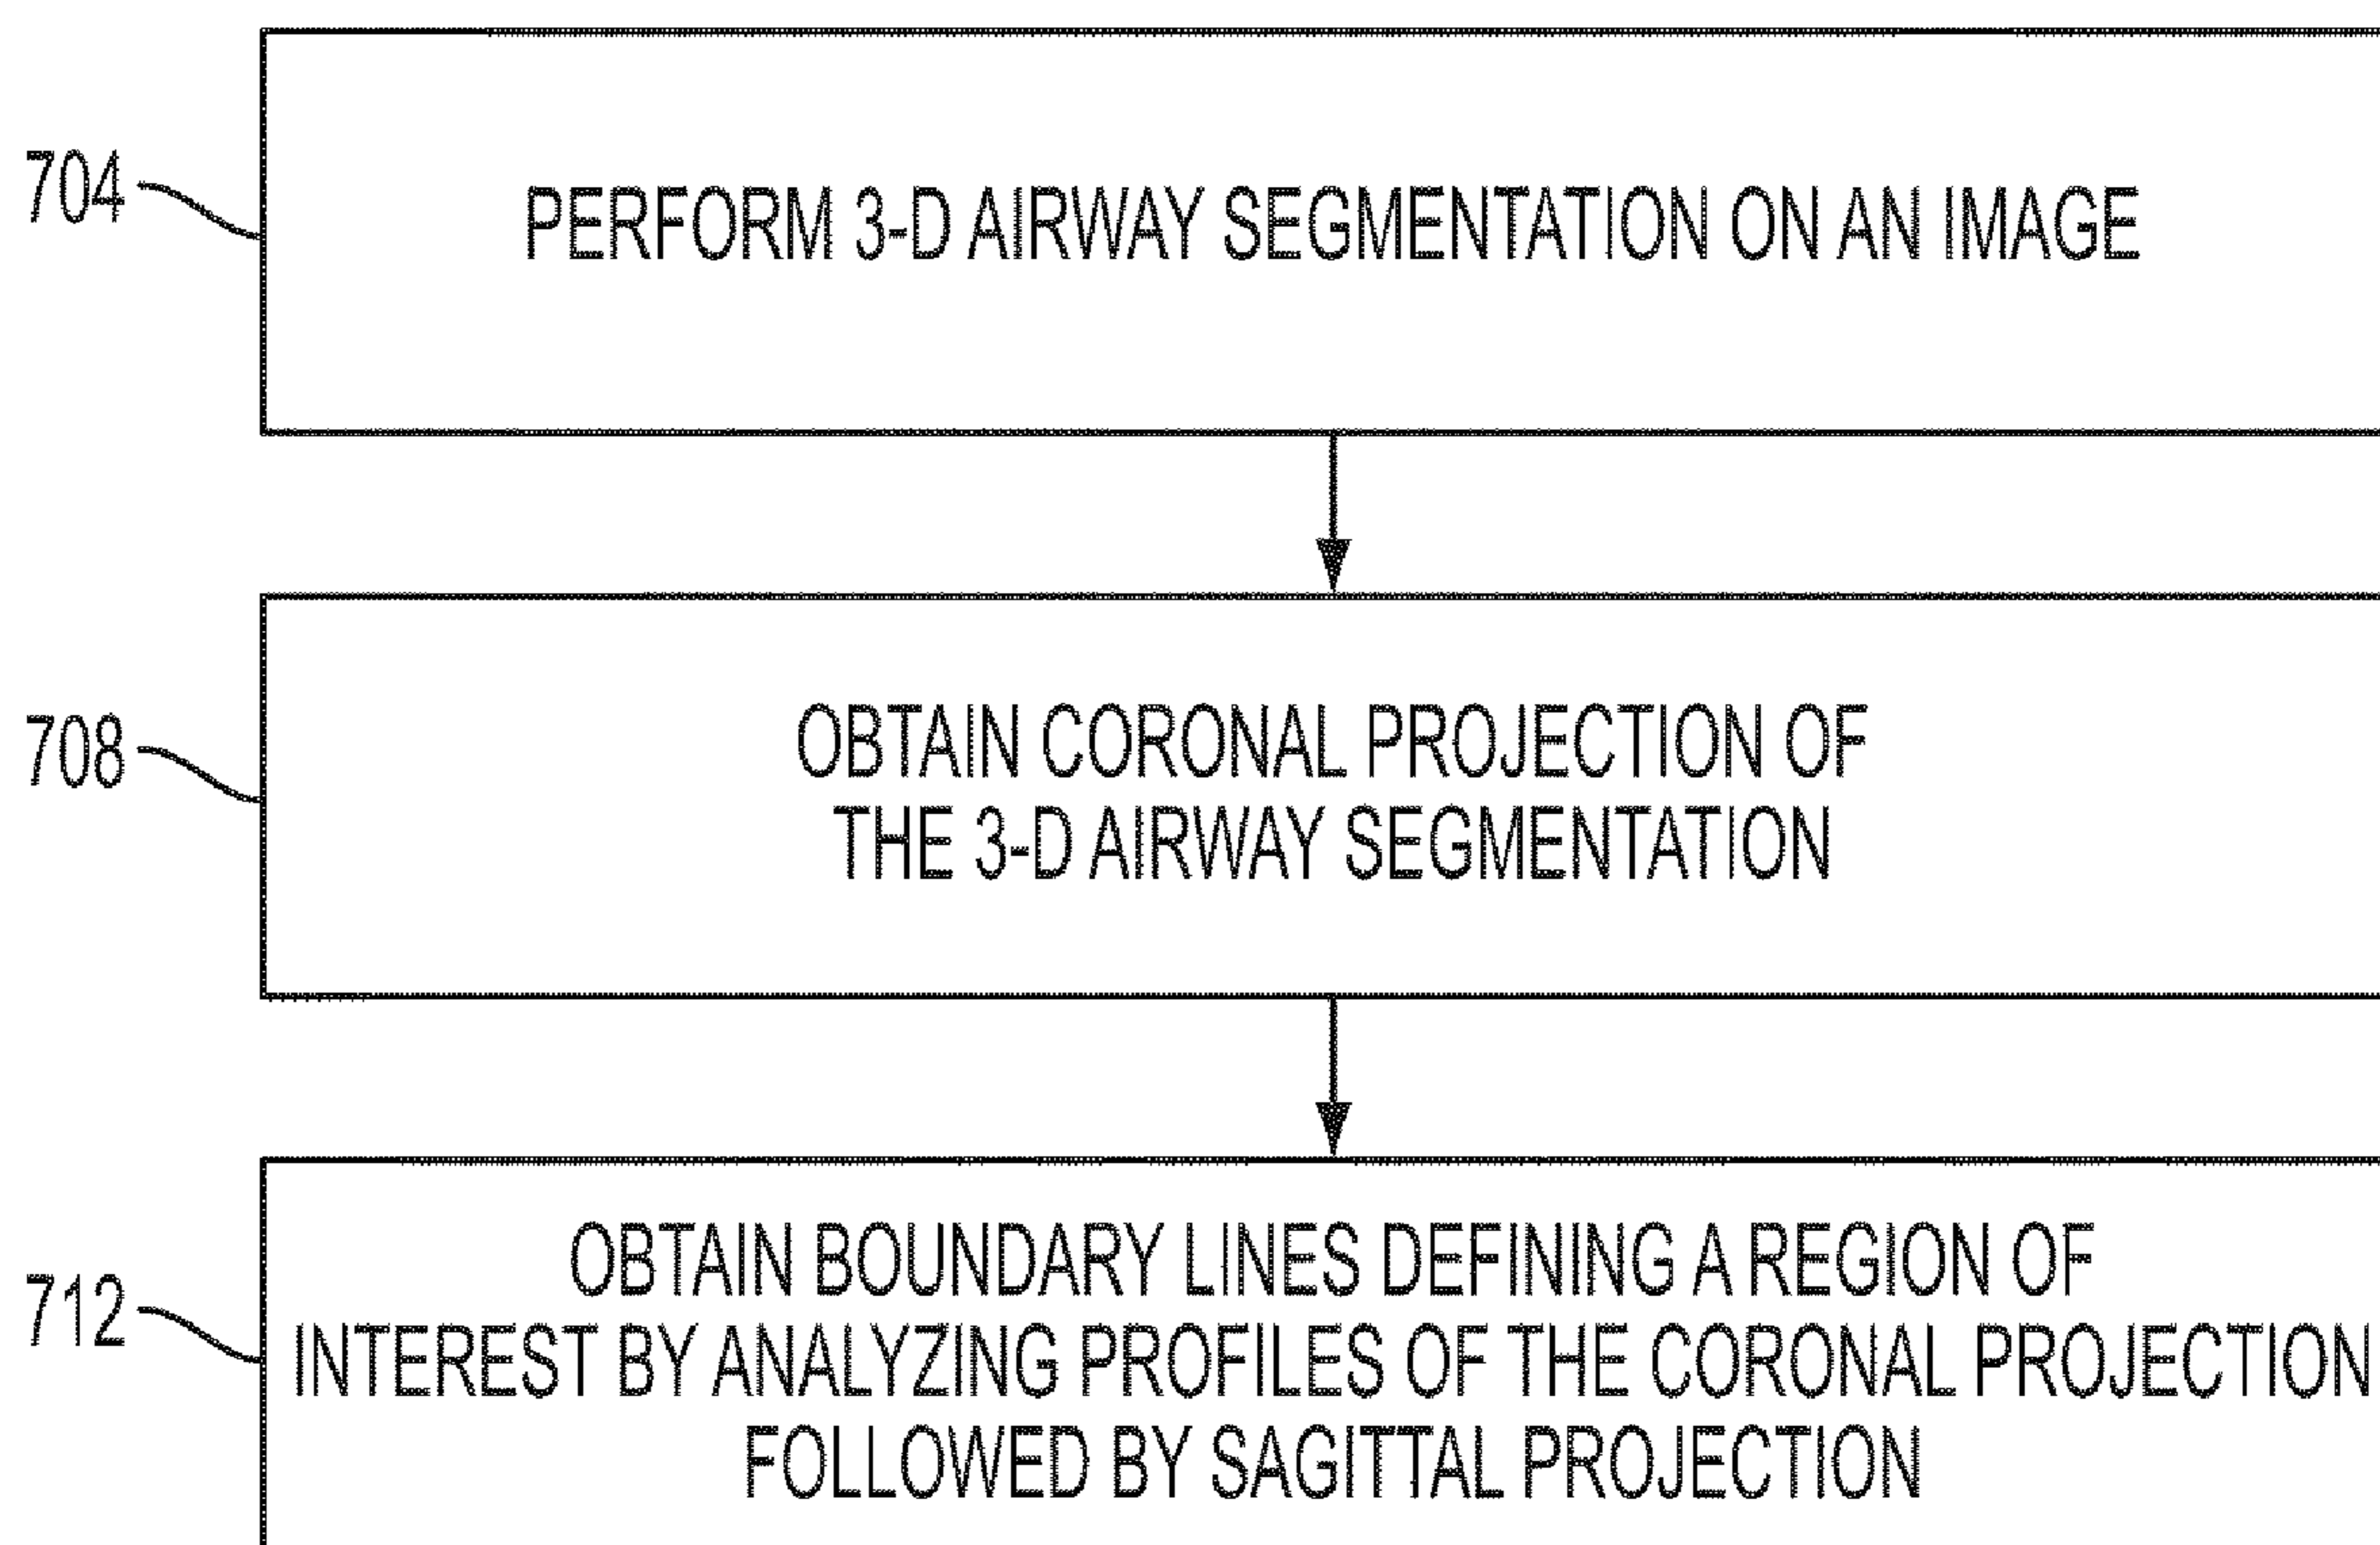 704
PERFORM 3-D AIRWAY SEGMENTATION ON AN IMAGE
708
OBTAIN CORONAL PROJECTION OF
THE 3-D AIRWAY SEGMENTATION
712
OBTAIN BOUNDARY LINES DEFINING A REGION OF
INTEREST BY ANALYZING PROFILES OF THE CORONAL PROJECTION
FOLLOWED BY SAGITTAL PROJECTION